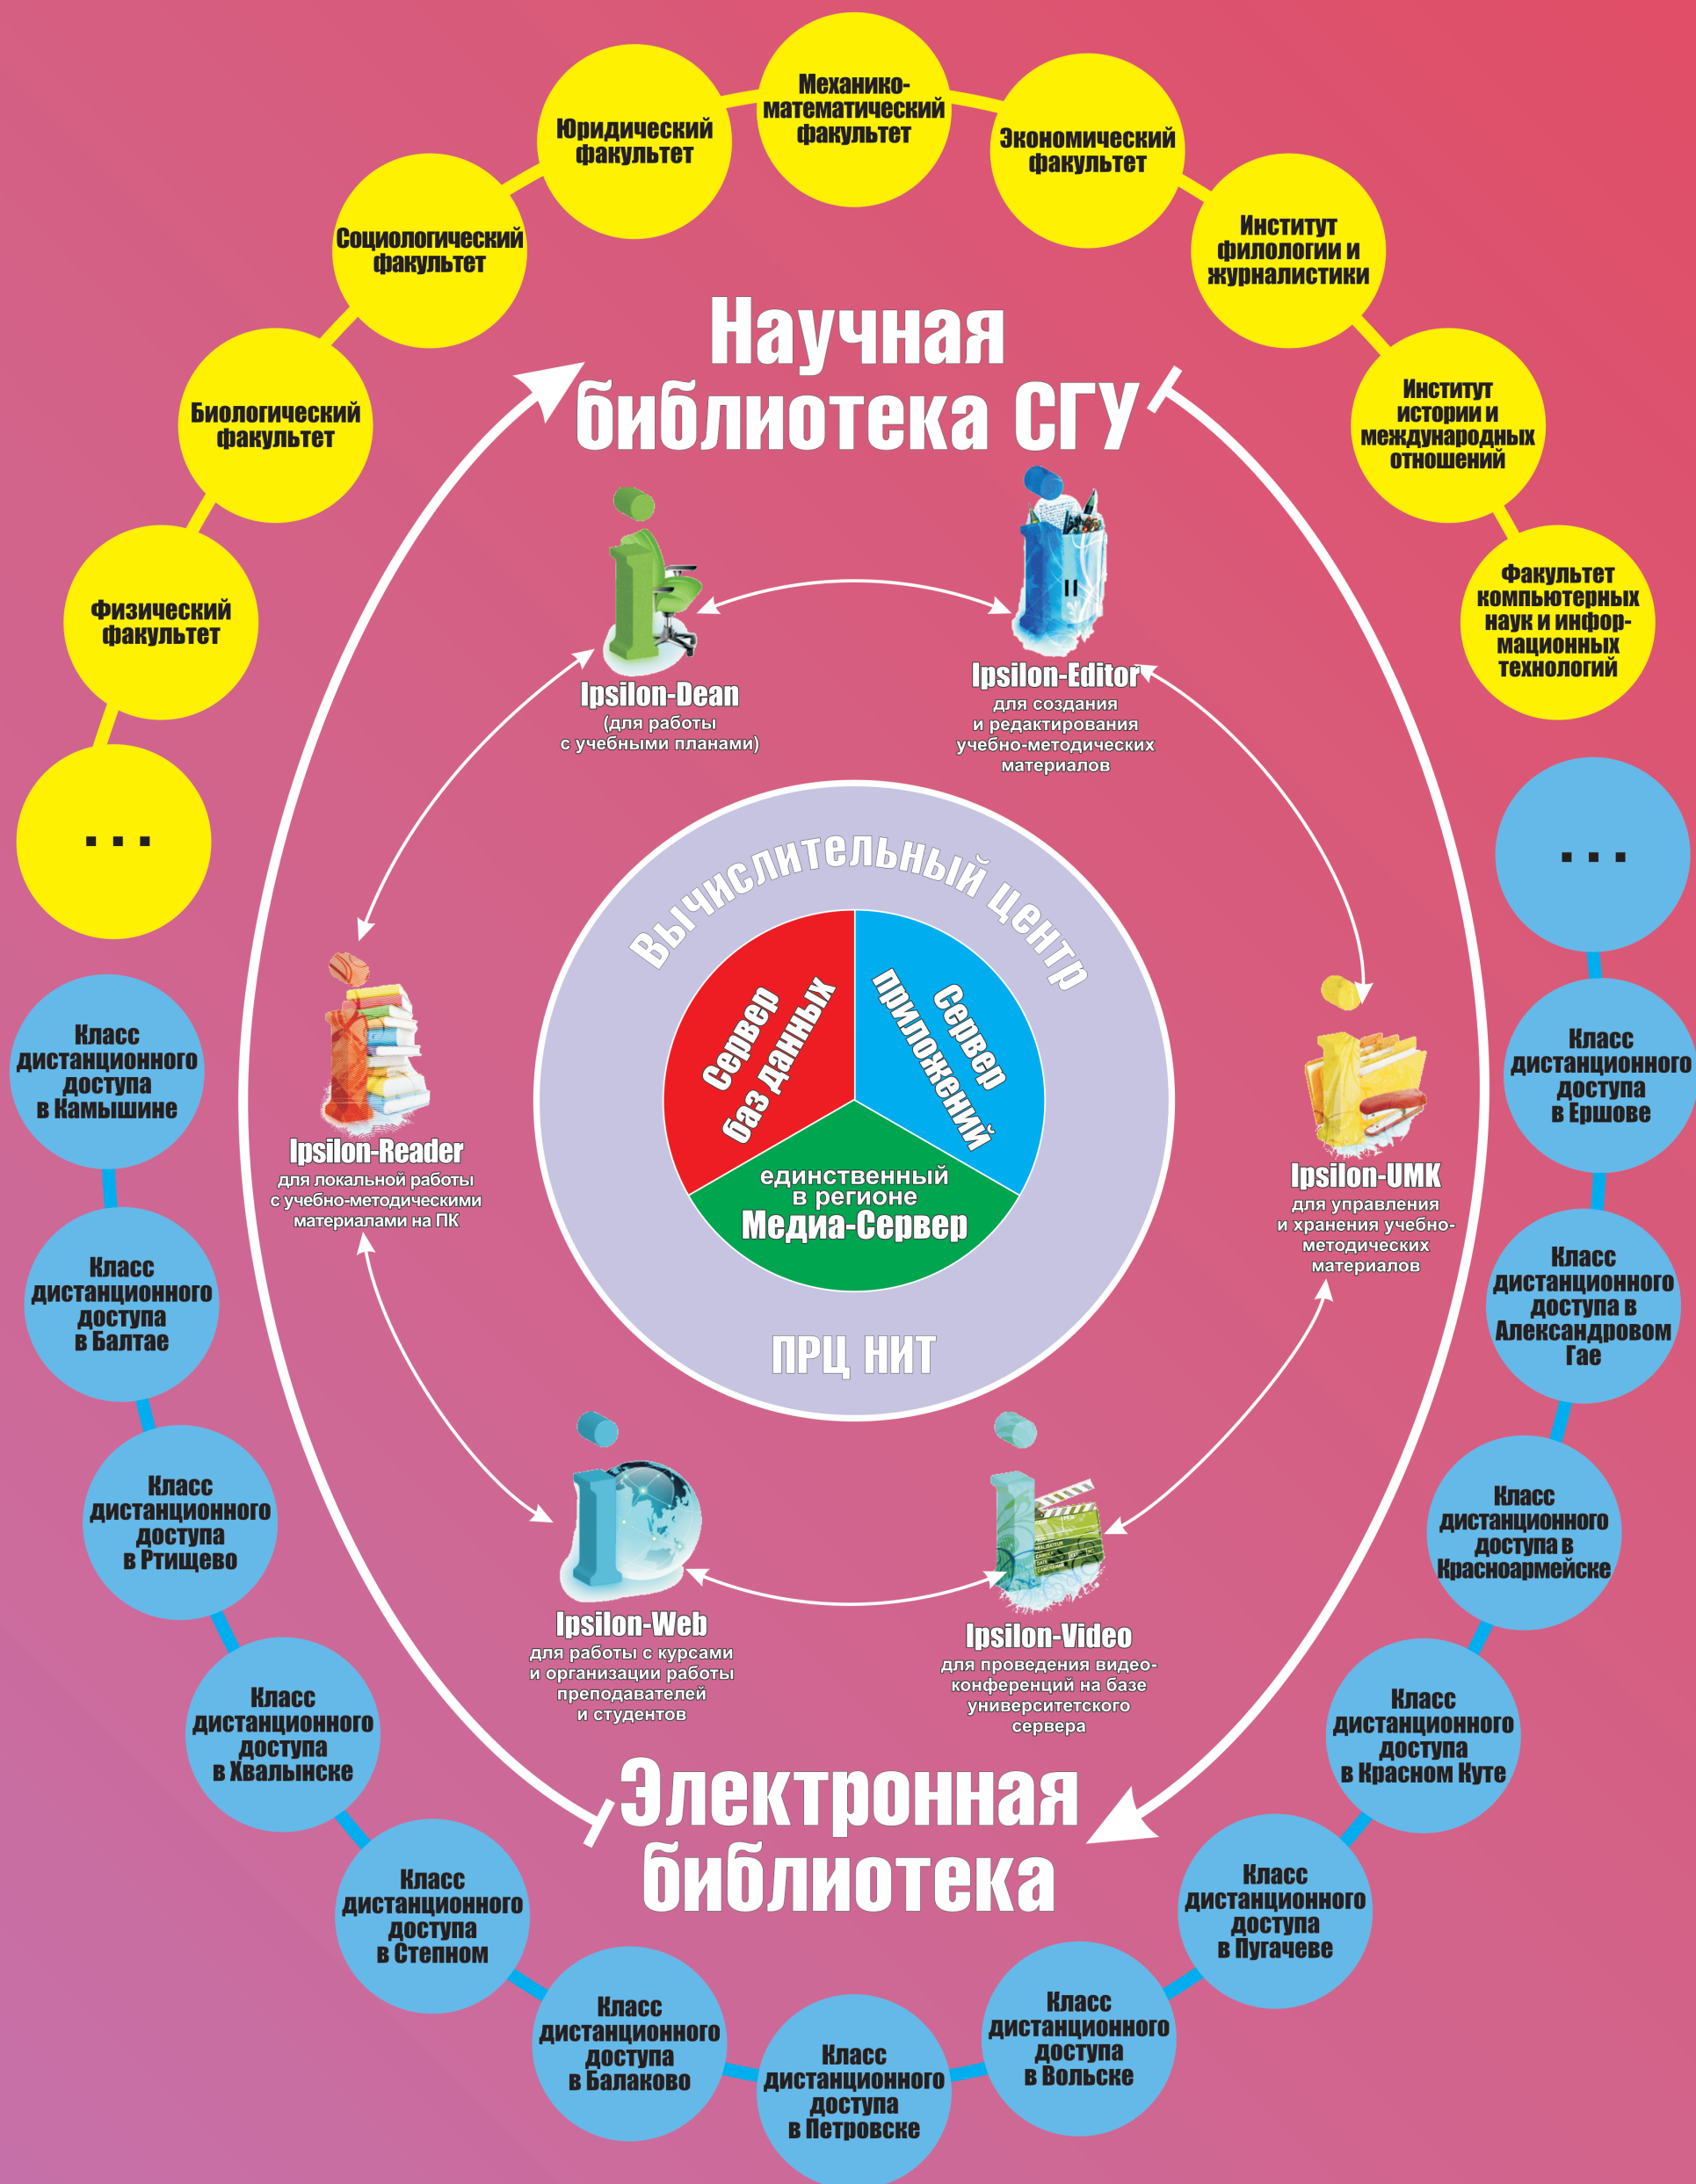 Механико-
математический
факультет
Юридический
факультет
Экономический
факультет
Социологический
факультет
Институт
филологии и
журналистики
Биологический
факультет
Институт
истории и
международных
отношений
Физический
факультет
Факультет
компьютерных
наук и инфор-
мационных
технологий
...
...
Научная
библиотека СГУ
Ipsilon-Dean
(для работы
с учебными планами)
Ipsilon-Editor
для создания
и редактирования
учебно-методических
материалов
Вычислительный центр
Сервер
баз данных
Сервер
приложений
единственный
в регионе
Медиа-Сервер
ПРЦ НИТ
Ipsilon-Reader
для локальной работы
с учебно-методическими
материалами на ПК
Ipsilon-UMK
для управления
и хранения учебно-
методических
материалов
Ipsilon-Web
для работы с курсами
и организации работы
преподавателей
и студентов
Ipsilon-Video
для проведения видео-
конференций на базе
университетского
сервера
Электронная
библиотека
Класс
дистанционного
доступа
в Камышине
Класс
дистанционного
доступа
в Балтае
Класс
дистанционного
доступа
в Ртищево
Класс
дистанционного
доступа
в Хвалынске
Класс
дистанционного
доступа
в Степном
Класс
дистанционного
доступа
в Балаково
Класс
дистанционного
доступа
в Петровске
Класс
дистанционного
доступа
в Вольске
Класс
дистанционного
доступа
в Пугачеве
Класс
дистанционного
доступа
в Красном Куте
Класс
дистанционного
доступа в
Красноармейске
Класс
дистанционного
доступа в
Александровом
Гае
Класс
дистанционного
доступа
в Ершове